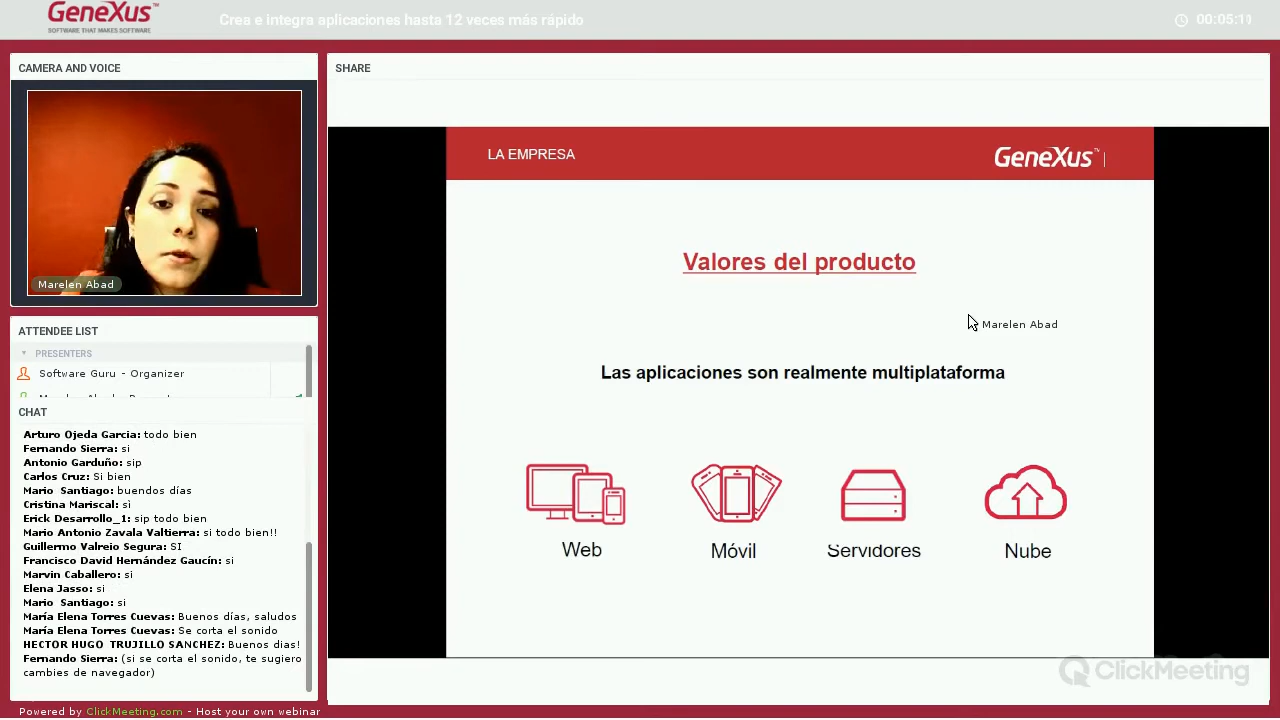 GeneXus™
SOFTWARE THAT MAKES SOFTWARE
Crea e integra aplicaciones hasta 12 veces más rápido
CAMERA AND VOICE
Marelen Abad
ATTENDEE LIST
PRESENTERS
Software Guru - Organizer
CHAT
Arturo Ojeda Garcia: todo bien
Fernando Sierra: si
Antonio Garduño: sip
Carlos Cruz: Si bien
Mario Santiago: buendos días
Cristina Mariscal: si
Erick Desarrollo_1: sip todo bien
Mario Antonio Zavala Valtierra: si todo bien!!
Guillermo Valreio Segura: SI
Francisco David Hernández Gaucín: si
Marvin Caballero: si
Elena Jasso: si
Mario Santiago: si
María Elena Torres Cuevas: Buenos días, saludos
María Elena Torres Cuevas: Se corta el sonido
HECTOR HUGO TRUJILLO SANCHEZ: Buenos dias!
Fernando Sierra: (si se corta el sonido, te sugiero
cambies de navegador)
SHARE
LA EMPRESA
GeneXus™
Valores del producto
Marelen Abad
Las aplicaciones son realmente multiplataforma
Web
Móvil
Servidores
Nube
ClickMeeting
Powered by ClickMeeting.com - Host your own webinar